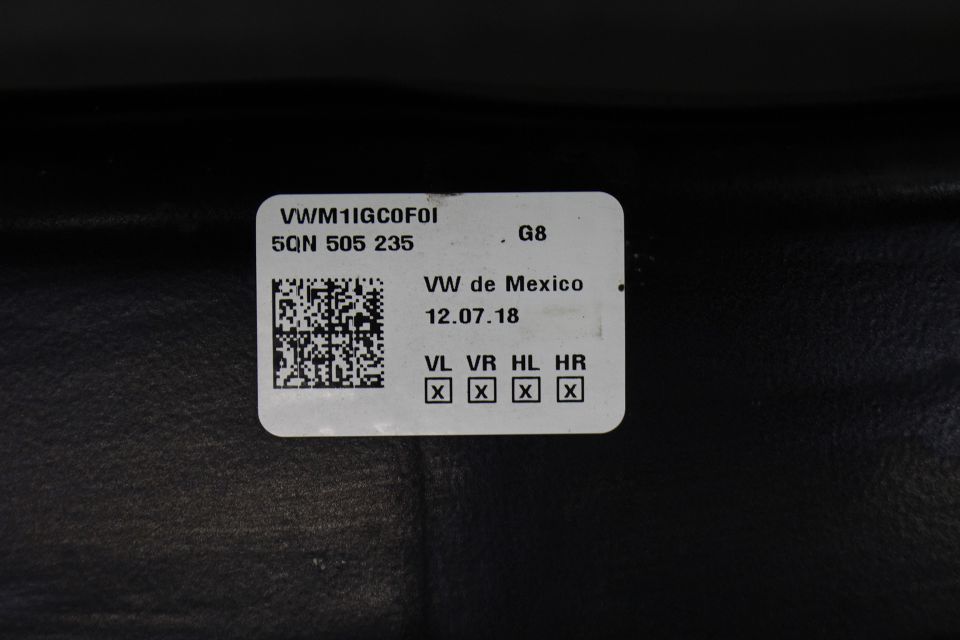 VWM1IGC0F0I
5QN 505 235
G8
VW de Mexico
12.07.18
VL VR HL HR
X X X X